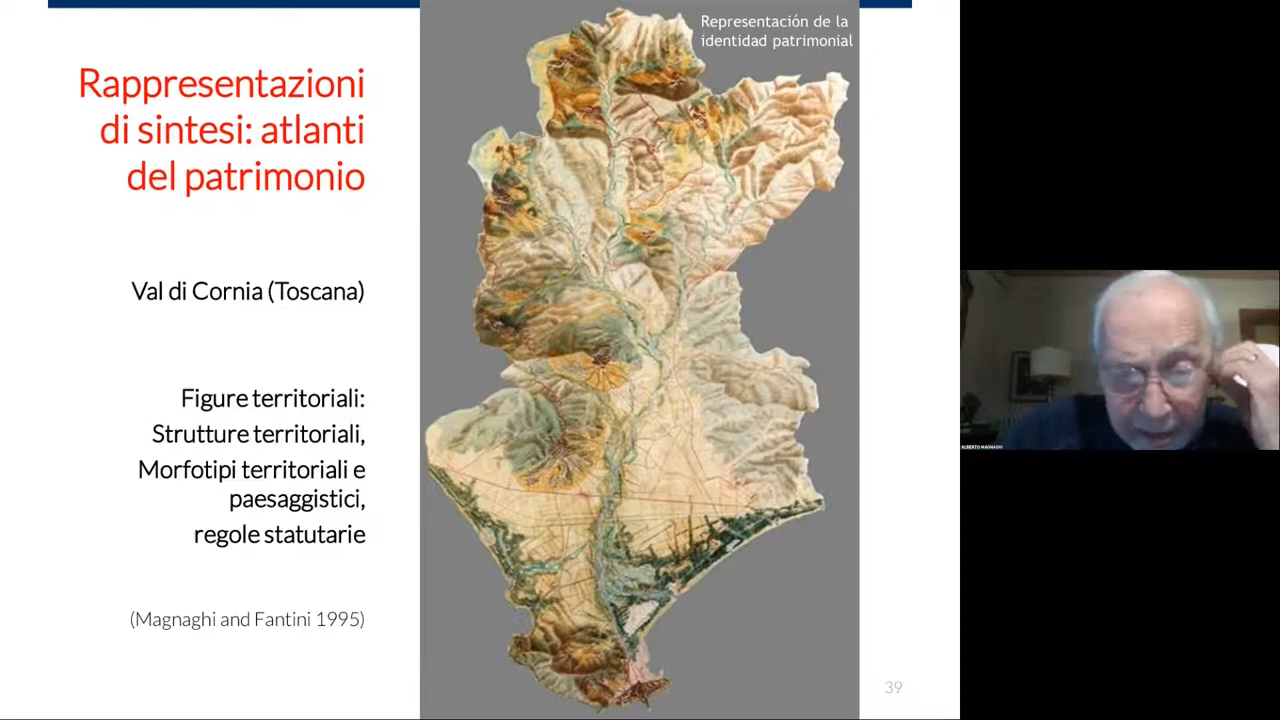 Representación de la
identidad patrimonial
Rappresentazioni
di sintesi: atlanti
del patrimonio
Val di Cornia (Toscana)
Figure territoriali:
Strutture territoriali,
Morfotipi territoriali e
paesaggistici,
regole statutarie
(Magnaghi and Fantini 1995)
39
ALBERTO MAGNAGHI